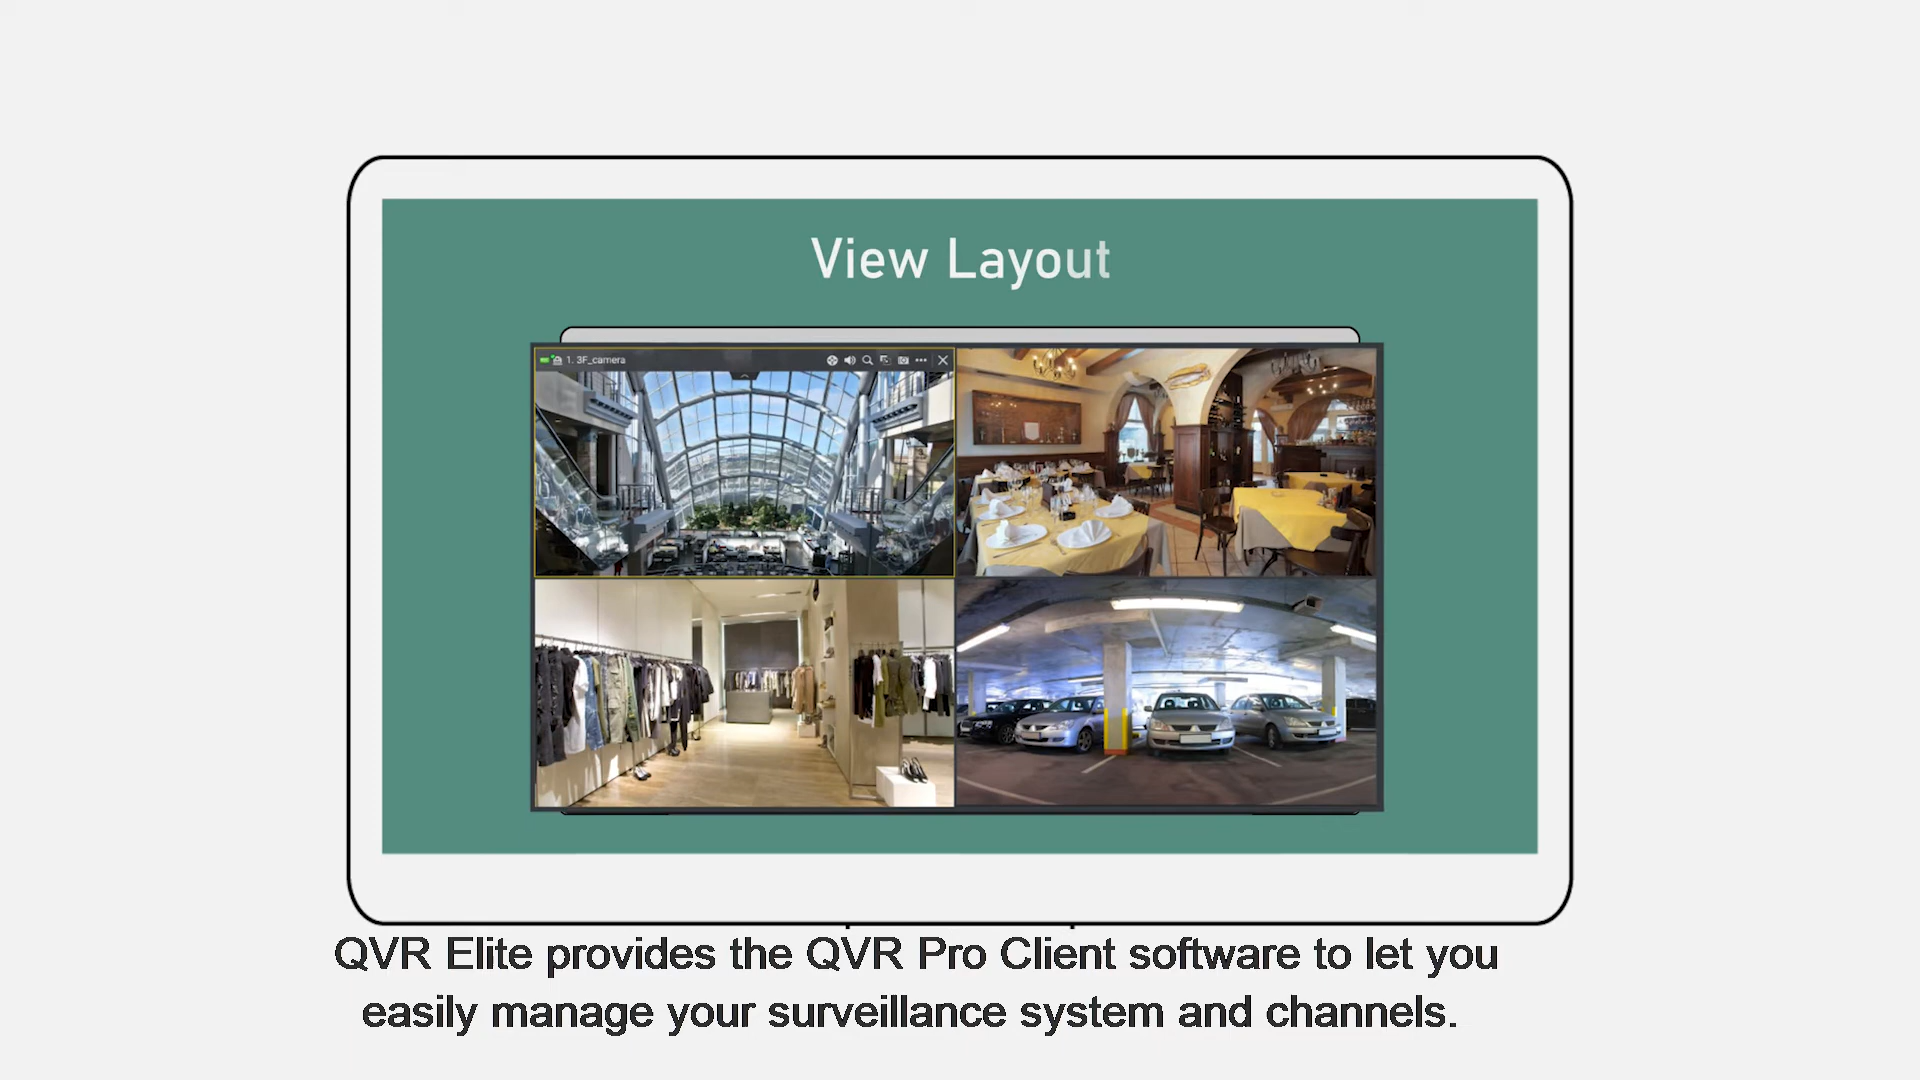 View Layout
1. 3F_camera
QVR Elite provides the QVR Pro Client software to let you
easily manage your surveillance system and channels.